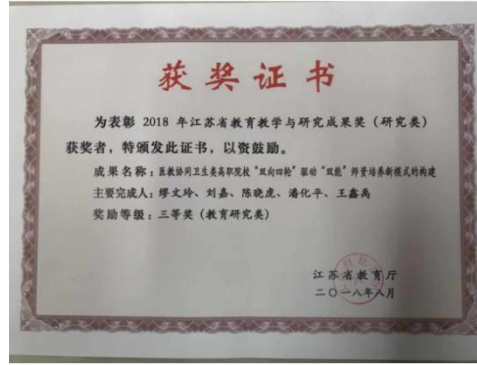 获奖证书
为表彰 2018 年江苏省教育教学与研究成果奖（研究类）
获奖者，特颁发此证书，以资鼓励。
成果名称：医教协同卫生类高职院校“双向四轮”驱动“双能”师资培养新模式的构建
主要完成人：缪文玲、刘嘉、陈晓虎、潘化平、王鑫禹
奖励等级：三等奖（教育研究类）
江苏省教育厅
二〇一八年八月